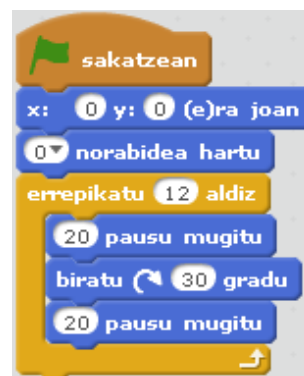 sakatzean
x: 0 y: 0 (e)ra joan
0 norabidea hartu
errepikatu 12 aldiz
20 pausu mugitu
biratu 30 gradu
20 pausu mugitu